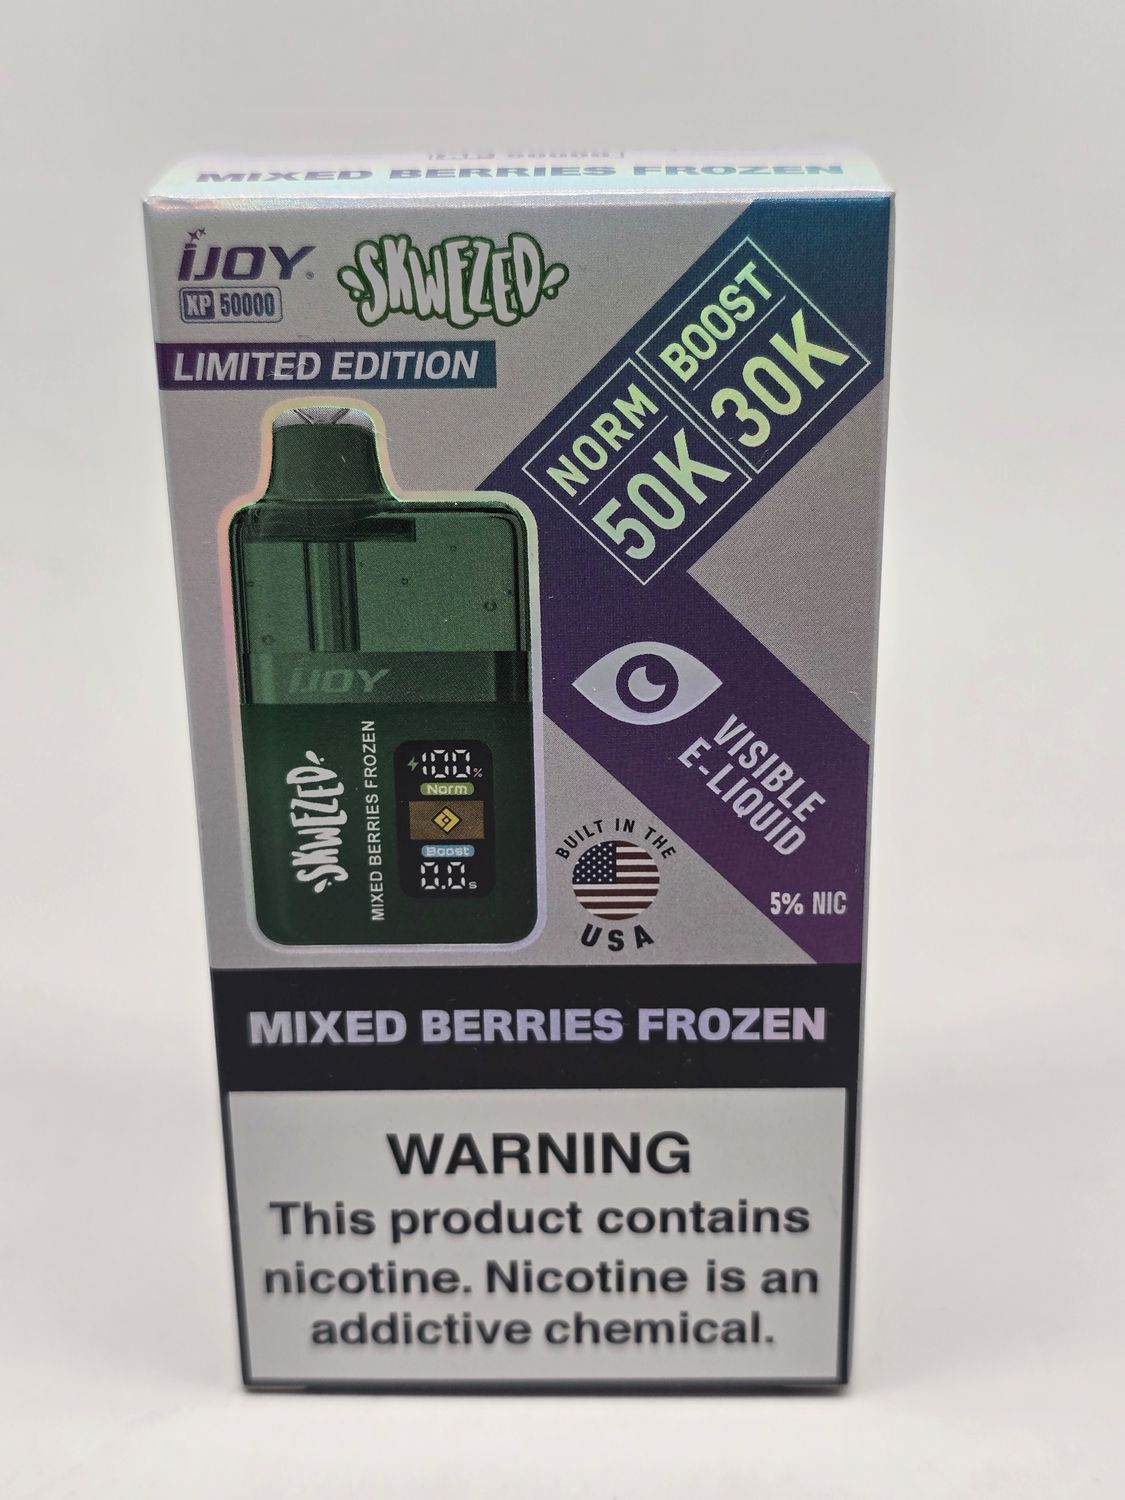 MIXED BERRIES FROZEN
iJOY
XP 50000
SKWEZED
LIMITED EDITION
NORM
50K
BOOST
30K
iJOY
SKWEZED
MIXED BERRIES FROZEN
100%
Norm
Boost
0.0s
VISIBLE
E-LIQUID
BUILT IN THE
USA
5% NIC
MIXED BERRIES FROZEN
WARNING
This product contains
nicotine. Nicotine is an
addictive chemical.